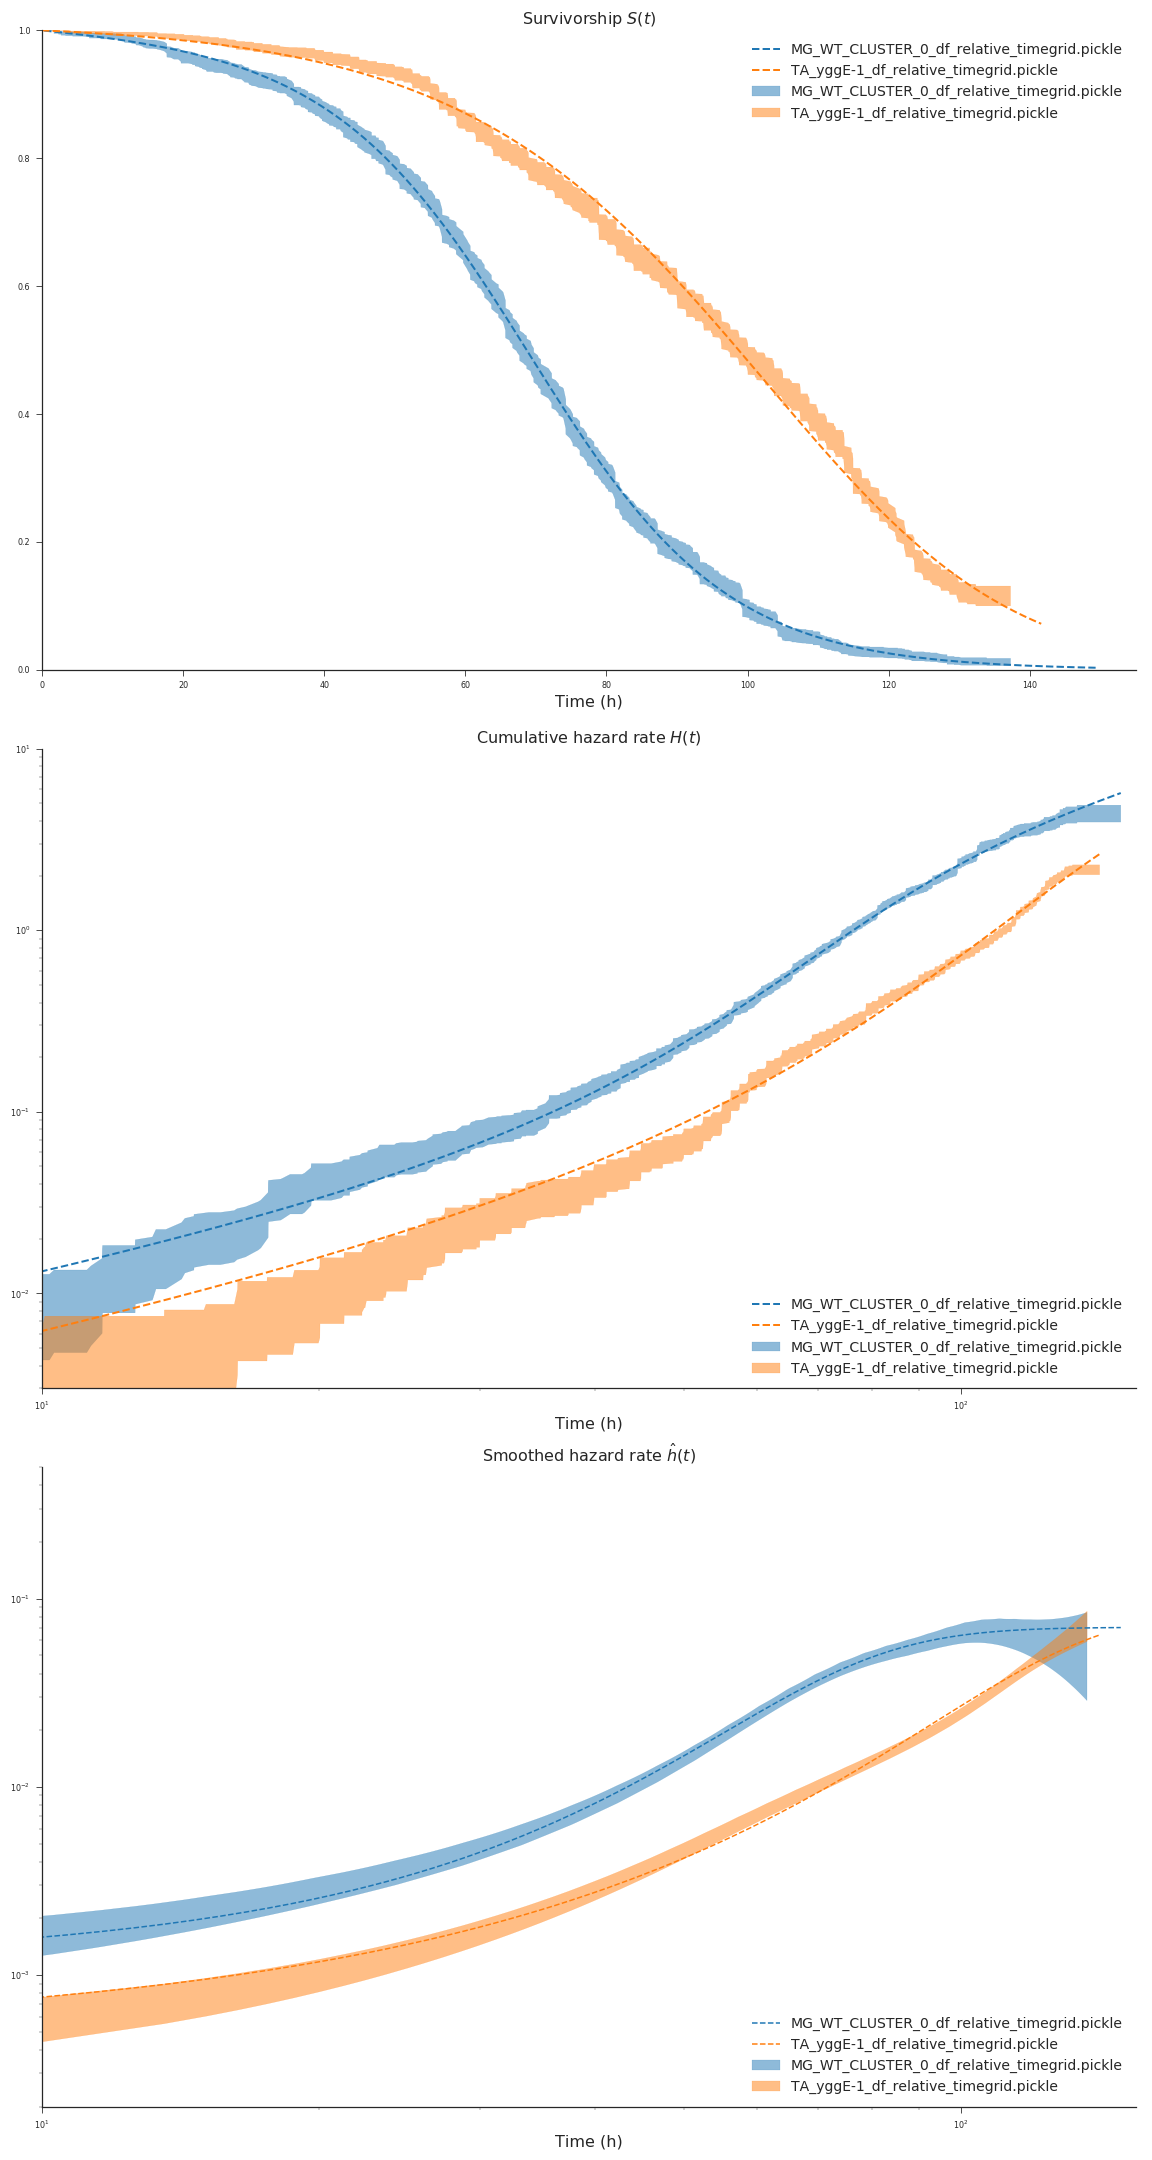 Survivorship S(t)
1.0
0.8
0.6
0.4
0.2
0.0
MG_WT_CLUSTER_0_df_relative_timegrid.pickle
TA_yggE-1_df_relative_timegrid.pickle
MG_WT_CLUSTER_0_df_relative_timegrid.pickle
TA_yggE-1_df_relative_timegrid.pickle
0 20 40 60 80 100 120 140
Time (h)
Cumulative hazard rate H(t)
10¹
10⁰
10⁻¹
10⁻²
MG_WT_CLUSTER_0_df_relative_timegrid.pickle
TA_yggE-1_df_relative_timegrid.pickle
MG_WT_CLUSTER_0_df_relative_timegrid.pickle
TA_yggE-1_df_relative_timegrid.pickle
10¹ 10²
Time (h)
Smoothed hazard rate ĥ(t)
10⁻¹
10⁻²
10⁻³
MG_WT_CLUSTER_0_df_relative_timegrid.pickle
TA_yggE-1_df_relative_timegrid.pickle
MG_WT_CLUSTER_0_df_relative_timegrid.pickle
TA_yggE-1_df_relative_timegrid.pickle
10¹ 10²
Time (h)